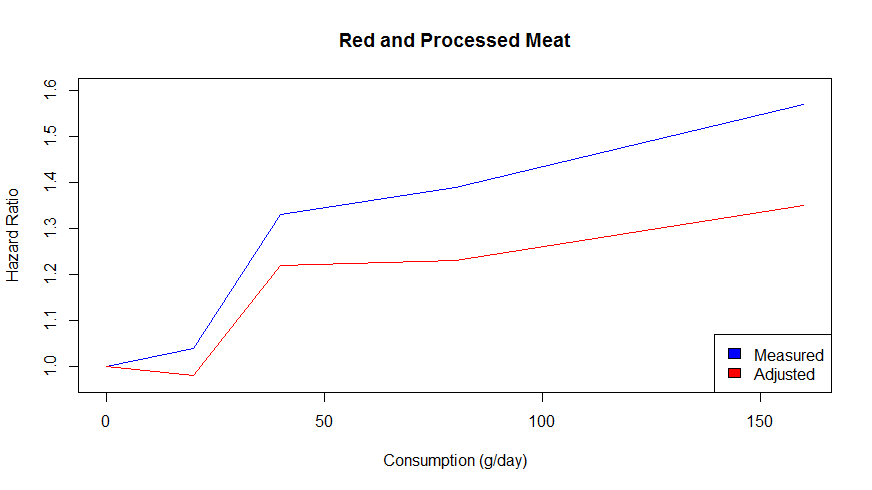 Red and Processed Meat
Hazard Ratio
1.6
1.5
1.4
1.3
1.2
1.1
1.0
0
50
100
150
Consumption (g/day)
Measured
Adjusted